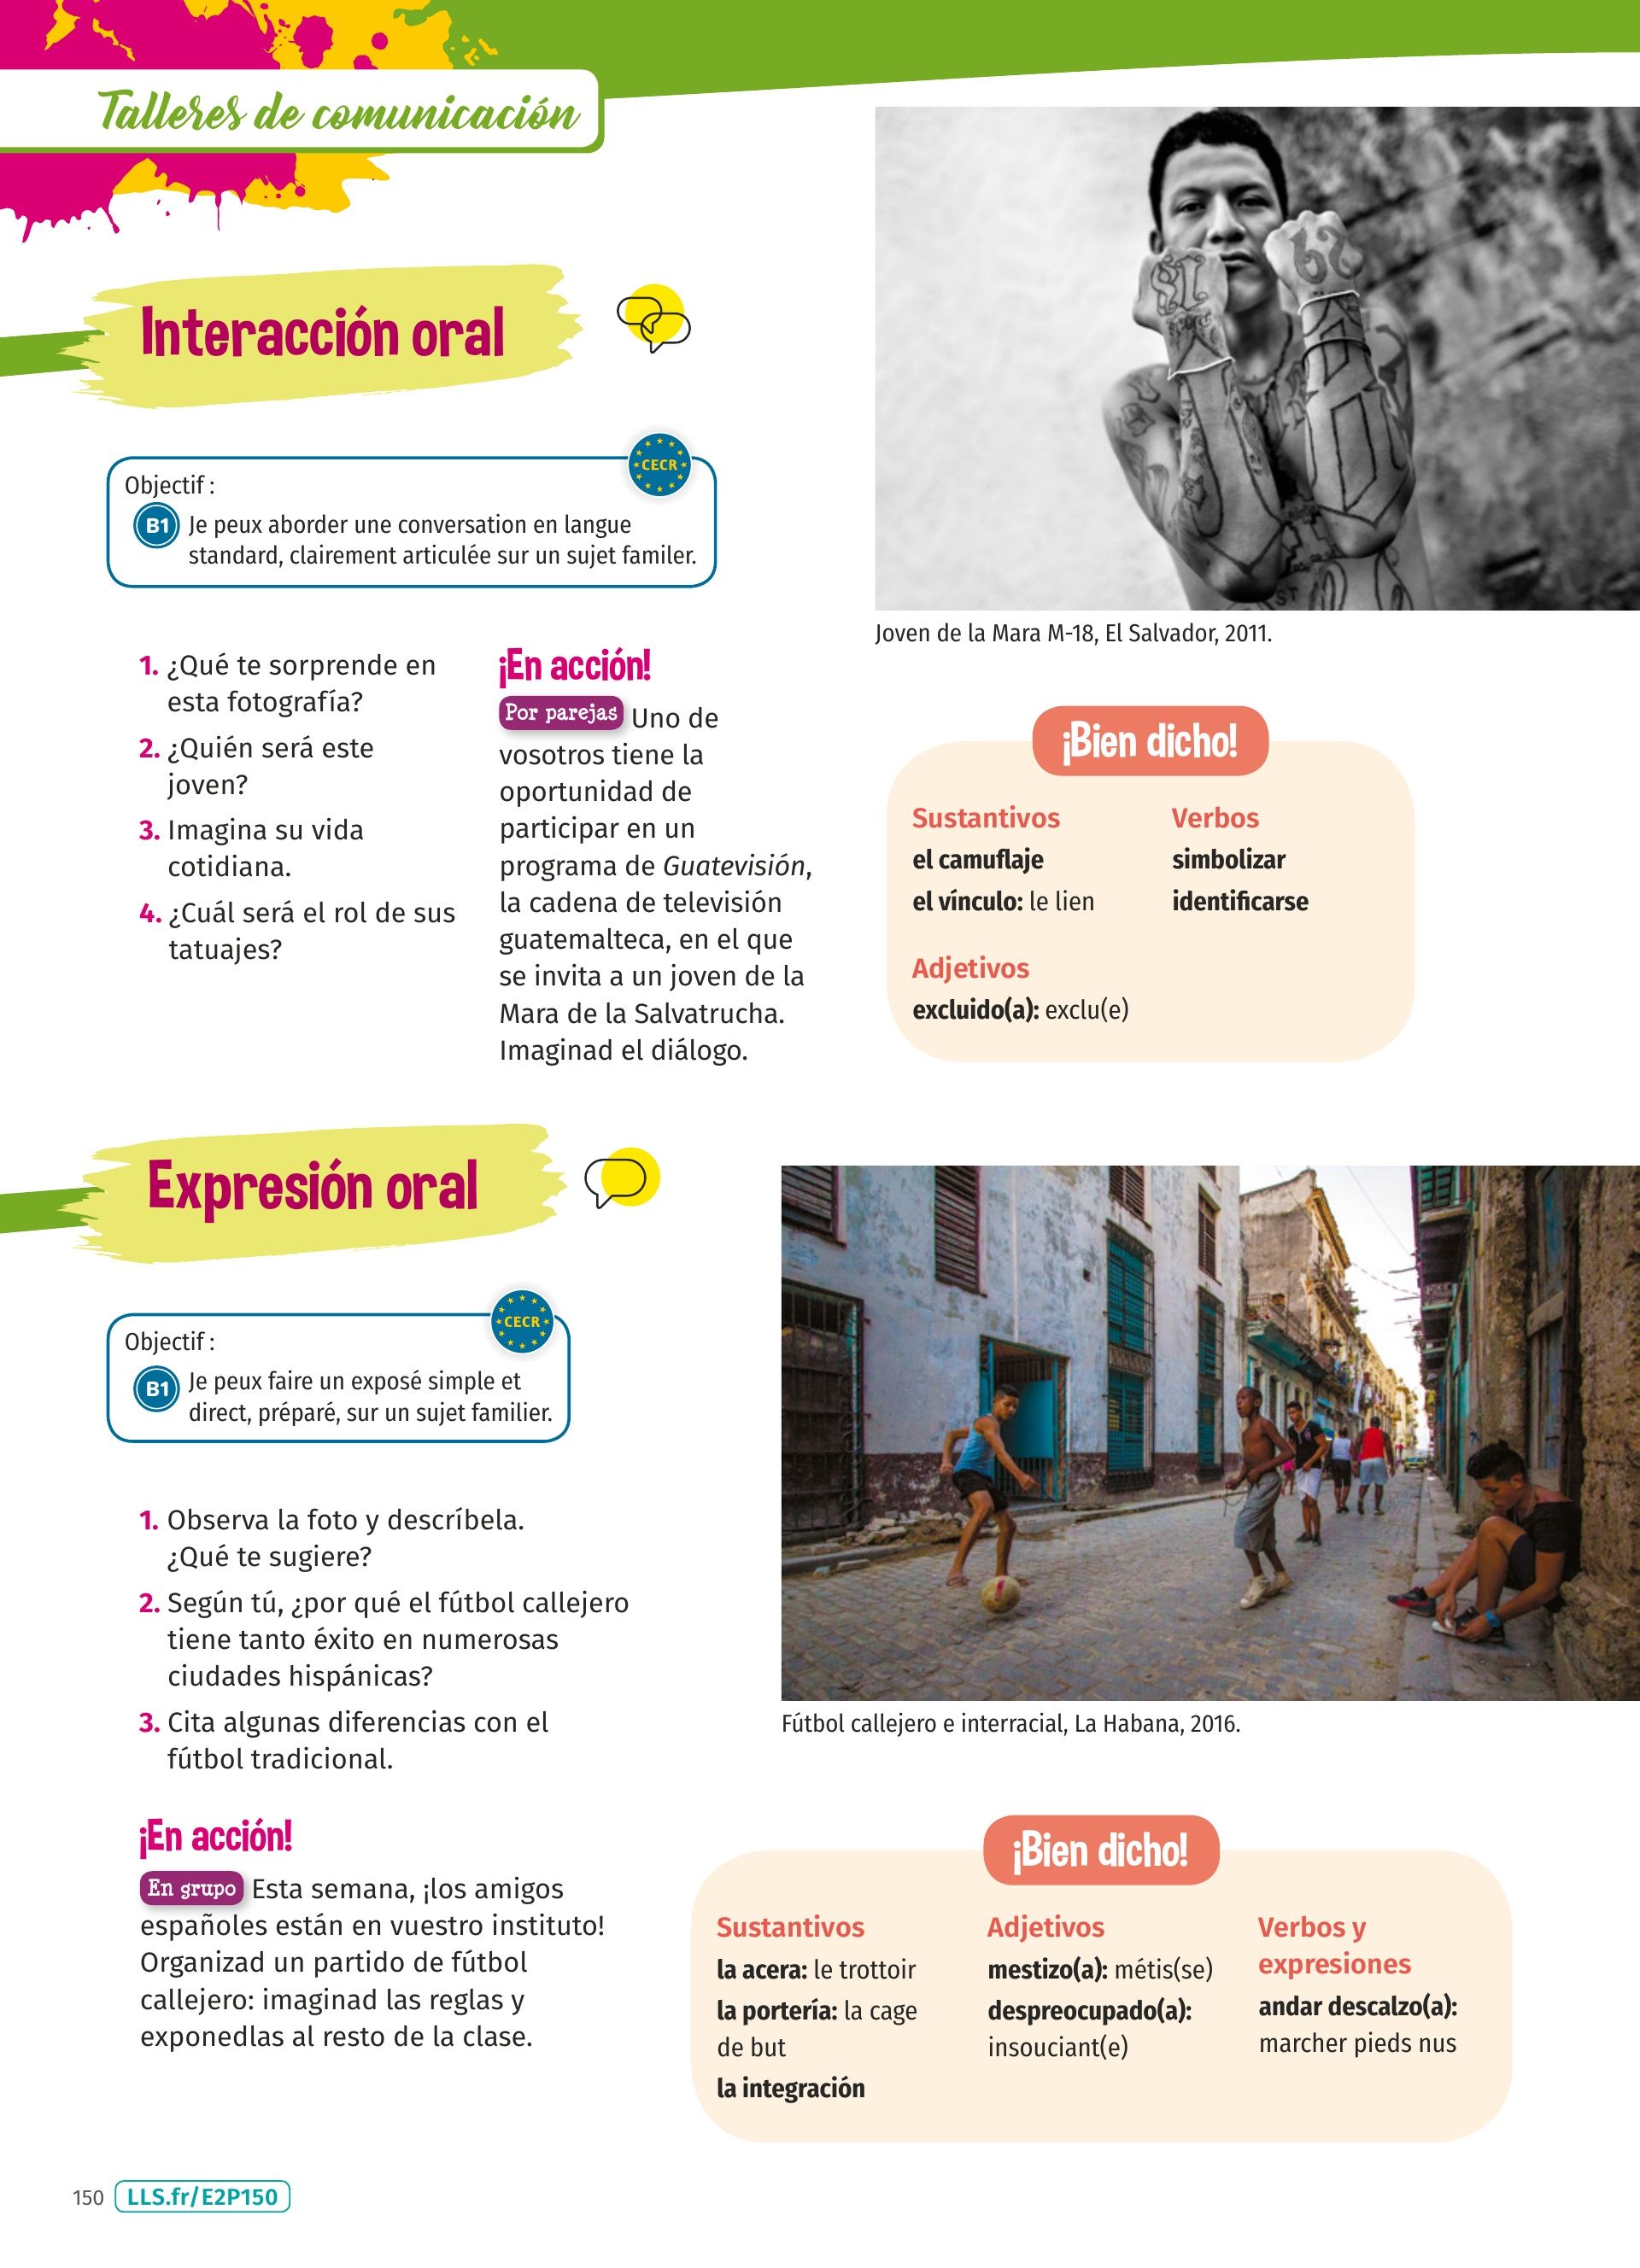 Talleres de comunicación
Interacción oral
CECR
Objectif :
B1 Je peux aborder une conversation en langue
standard, clairement articulée sur un sujet familer.
1. ¿Qué te sorprende en
esta fotografía?
2. ¿Quién será este
joven?
3. Imagina su vida
cotidiana.
4. ¿Cuál será el rol de sus
tatuajes?
¡En acción!
Por parejas Uno de
vosotros tiene la
oportunidad de
participar en un
programa de Guatevisión,
la cadena de televisión
guatemalteca, en el que
se invita a un joven de la
Mara de la Salvatrucha.
Imaginad el diálogo.
18
Joven de la Mara M-18, El Salvador, 2011.
¡Bien dicho!
Sustantivos
el camuflaje
el vínculo: le lien
Adjetivos
excluido(a): exclu(e)
Verbos
simbolizar
identificarse
Expresión oral
CECR
Objectif :
B1 Je peux faire un exposé simple et
direct, préparé, sur un sujet familier.
1. Observa la foto y descríbela.
¿Qué te sugiere?
2. Según tú, ¿por qué el fútbol callejero
tiene tanto éxito en numerosas
ciudades hispánicas?
3. Cita algunas diferencias con el
fútbol tradicional.
Fútbol callejero e interracial, La Habana, 2016.
¡En acción!
En grupo Esta semana, ¡los amigos
españoles están en vuestro instituto!
Organizad un partido de fútbol
callejero: imaginad las reglas y
exponedlas al resto de la clase.
¡Bien dicho!
Sustantivos
la acera: le trottoir
la portería: la cage
de but
la integración
Adjetivos
mestizo(a): métis(se)
despreocupado(a):
insouciant(e)
Verbos y
expresiones
andar descalzo(a):
marcher pieds nus
150 LLS.fr/E2P150